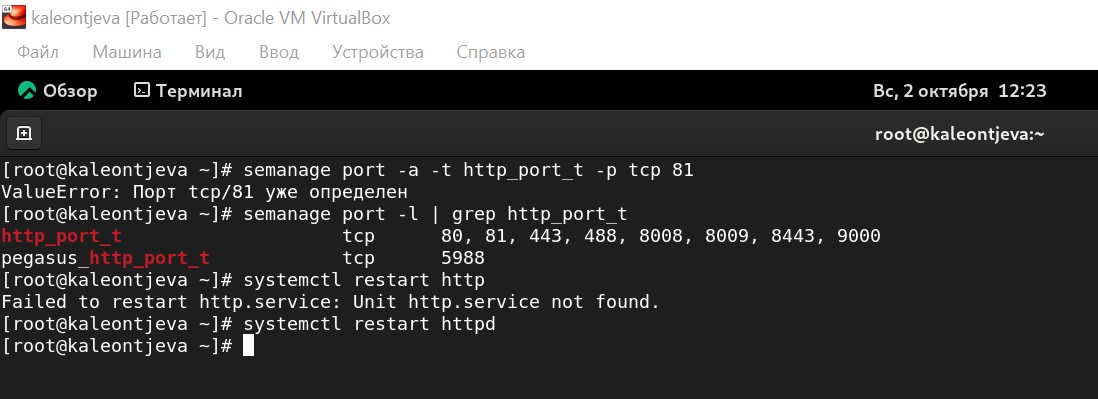 kaleontjeva [Работает] - Oracle VM VirtualBox
Файл Машина Вид Ввод Устройства Справка
Обзор Терминал Вс, 2 октября 12:23
root@kaleontjeva:~
[root@kaleontjeva ~]# semanage port -a -t http_port_t -p tcp 81
ValueError: Порт tcp/81 уже определен
[root@kaleontjeva ~]# semanage port -l | grep http_port_t
http_port_t tcp 80, 81, 443, 488, 8008, 8009, 8443, 9000
pegasus_http_port_t tcp 5988
[root@kaleontjeva ~]# systemctl restart http
Failed to restart http.service: Unit http.service not found.
[root@kaleontjeva ~]# systemctl restart httpd
[root@kaleontjeva ~]#